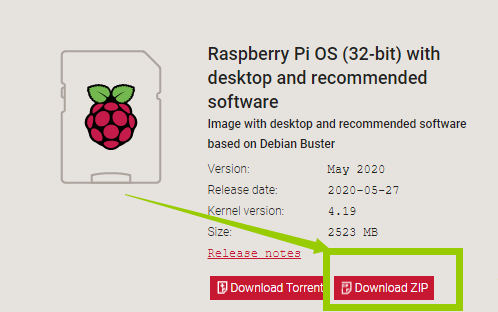 Raspberry Pi OS (32-bit) with
desktop and recommended
software
Image with desktop and recommended software
based on Debian Buster
Version: May 2020
Release date: 2020-05-27
Kernel version: 4.19
Size: 2523 MB
Release notes
Download Torrent Download ZIP